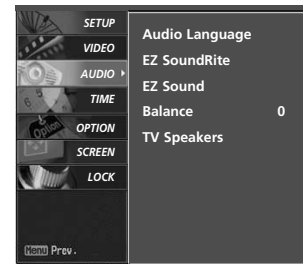 SETUP
VIDEO
AUDIO
TIME
OPTION
SCREEN
LOCK
Menu Prev.
Audio Language
EZ SoundRite
EZ Sound
Balance 0
TV Speakers